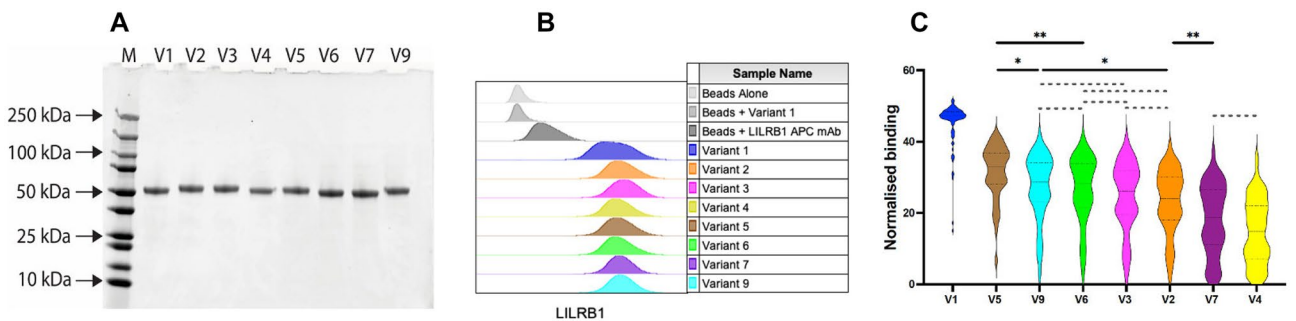 A
M V1 V2 V3 V4 V5 V6 V7 V9
250 kDa
100 kDa
50 kDa
25 kDa
10 kDa
B
Sample Name
Beads Alone
Beads + Variant 1
Beads + LILRB1 APC mAb
Variant 1
Variant 2
Variant 3
Variant 4
Variant 5
Variant 6
Variant 7
Variant 9
LILRB1
C
** **
* *
Normalised binding
60
40
20
0
V1 V5 V9 V6 V3 V2 V7 V4